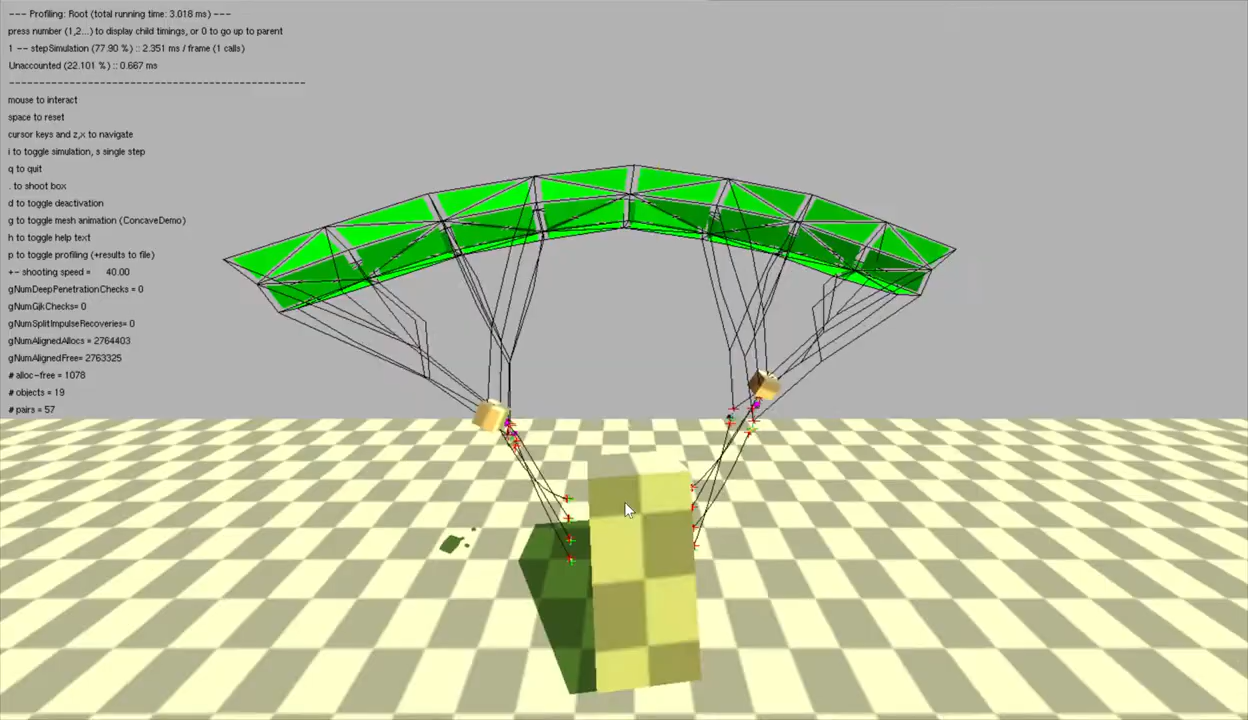 --- Profiling: Root (total running time: 3.018 ms) ---
press number (1,2...) to display child timings, or 0 to go up to parent
1 -- stepSimulation (77.90 %) :: 2.351 ms / frame (1 calls)
Unaccounted (22.101 %) :: 0.667 ms
-------------------------------------------------
mouse to interact
space to reset
cursor keys and z,x to navigate
i to toggle simulation, s single step
q to quit
. to shoot box
d to toggle deactivation
g to toggle mesh animation (ConcaveDemo)
h to toggle help text
p to toggle profiling (+results to file)
+- shooting speed = 40.00
gNumDeepPenetrationChecks = 0
gNumGjkChecks= 0
gNumSplitImpulseRecoveries= 0
gNumAlignedAllocs = 2764403
gNumAlignedFree= 2763325
# alloc-free = 1078
# objects = 19
# pairs = 57